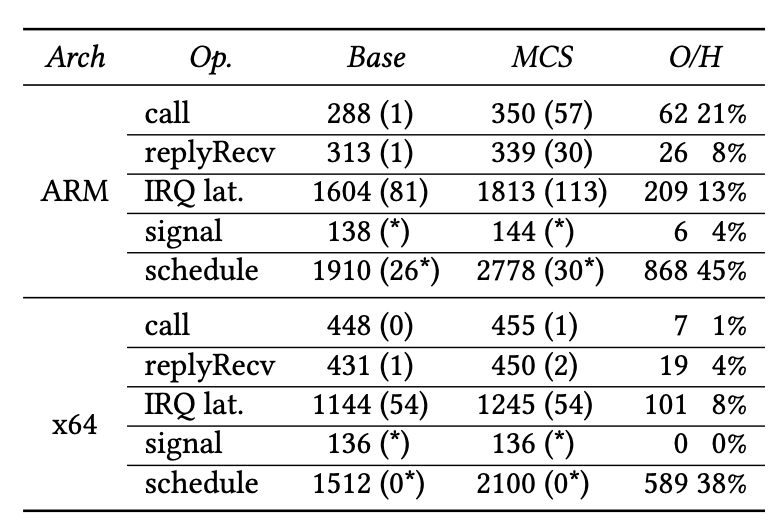 Arch Op. Base MCS O/H
call 288 (1) 350 (57) 62 21%
replyRecv 313 (1) 339 (30) 26 8%
ARM IRQ lat. 1604 (81) 1813 (113) 209 13%
signal 138 (*) 144 (*) 6 4%
schedule 1910 (26*) 2778 (30*) 868 45%
call 448 (0) 455 (1) 7 1%
replyRecv 431 (1) 450 (2) 19 4%
x64 IRQ lat. 1144 (54) 1245 (54) 101 8%
signal 136 (*) 136 (*) 0 0%
schedule 1512 (0*) 2100 (0*) 589 38%